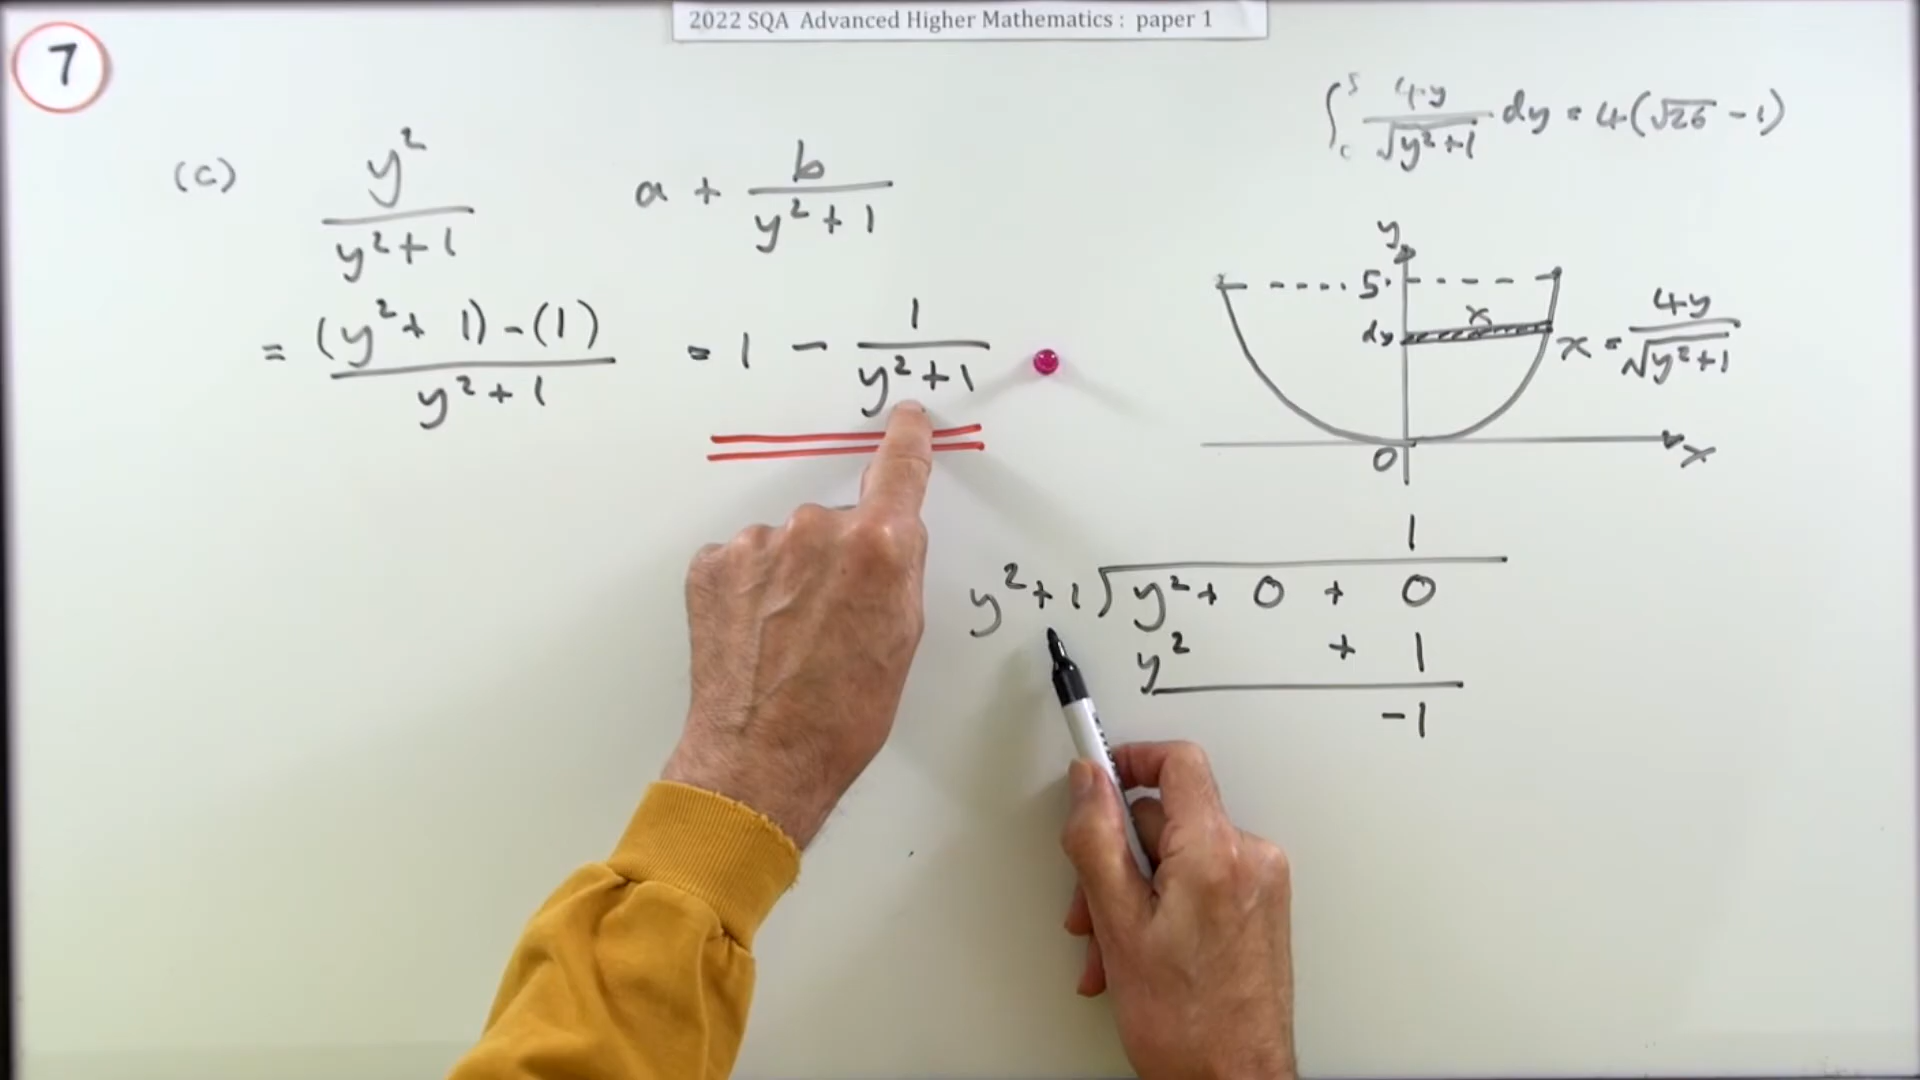 2022 SQA Advanced Higher Mathematics : paper 1
7
(c) y²/(y²+1)
a + b/(y²+1)
= ((y²+1)-(1))/(y²+1) = 1 - 1/(y²+1)
∫₀⁵ 4y/√(y²+1) dy = 4(√26 - 1)
y
5
dy
x
x = 4y/√(y²+1)
0
x
1
y²+1)y²+ 0 + 0
y² + 1
-1